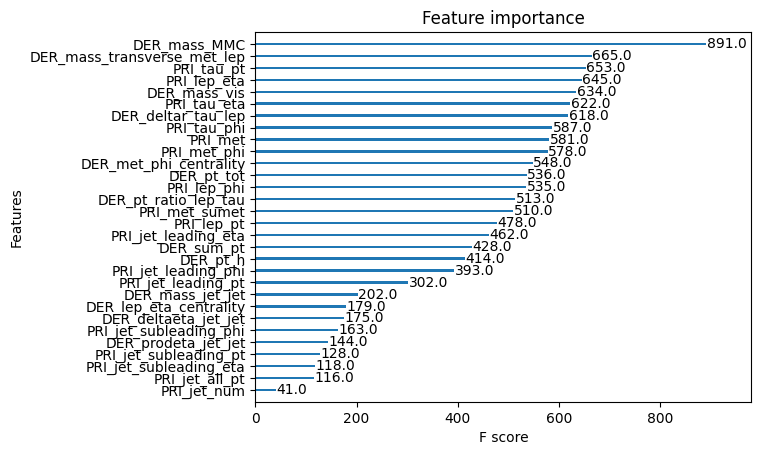 Feature importance
DER_mass_MMC 891.0
DER_mass_transverse_met_lep 665.0
PRI_tau_pt 653.0
PRI_lep_eta 645.0
DER_mass_vis 634.0
PRI_tau_eta 622.0
DER_deltar_tau_lep 618.0
PRI_tau_phi 587.0
PRI_met 581.0
PRI_met_phi 578.0
DER_met_phi_centrality 548.0
DER_pt_tot 536.0
PRI_lep_phi 535.0
DER_pt_ratio_lep_tau 513.0
PRI_met_sumet 510.0
PRI_lep_pt 478.0
PRI_jet_leading_eta 462.0
DER_sum_pt 428.0
DER_pt_h 414.0
PRI_jet_leading_phi 393.0
PRI_jet_leading_pt 302.0
DER_mass_jet_jet 202.0
DER_lep_eta_centrality 179.0
DER_deltaeta_jet_jet 175.0
PRI_jet_subleading_phi 163.0
DER_prodeta_jet_jet 144.0
PRI_jet_subleading_pt 128.0
PRI_jet_subleading_eta 118.0
PRI_jet_all_pt 116.0
PRI_jet_num 41.0
Features
0 200 400 600 800
F score